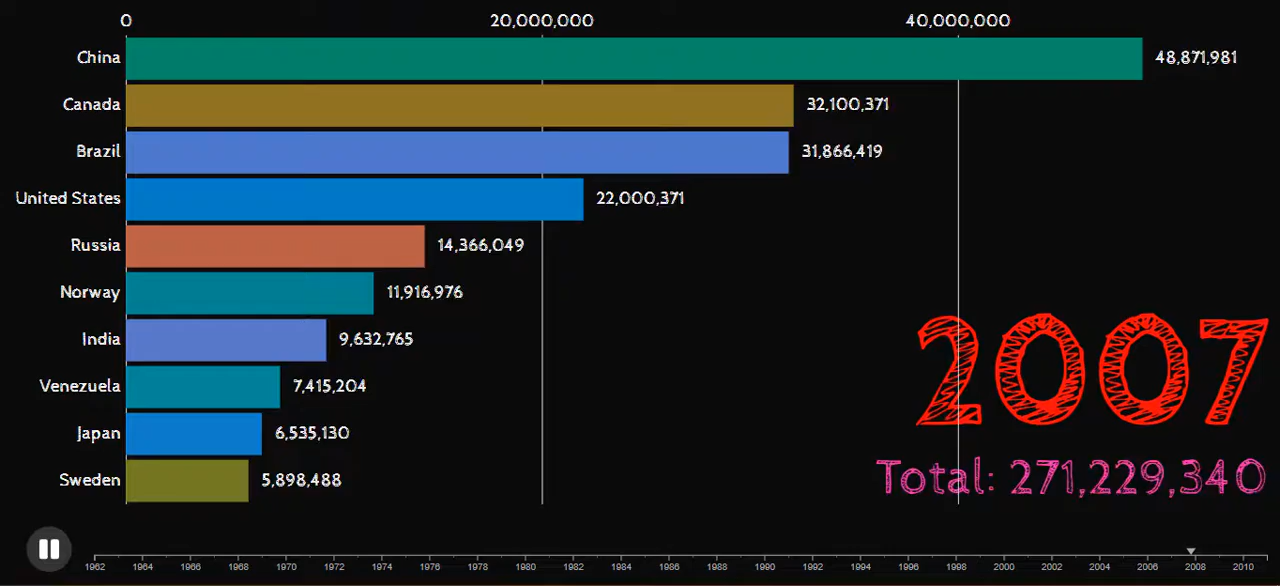 0 20,000,000 40,000,000
China 48,871,981
Canada 32,100,371
Brazil 31,866,419
United States 22,000,371
Russia 14,366,049
Norway 11,916,976
India 9,632,765
Venezuela 7,415,204
Japan 6,535,130
Sweden 5,898,488
2007
Total: 271,229,340
1962 1964 1966 1968 1970 1972 1974 1976 1978 1980 1982 1984 1986 1988 1990 1992 1994 1996 1998 2000 2002 2004 2006 2008 2010